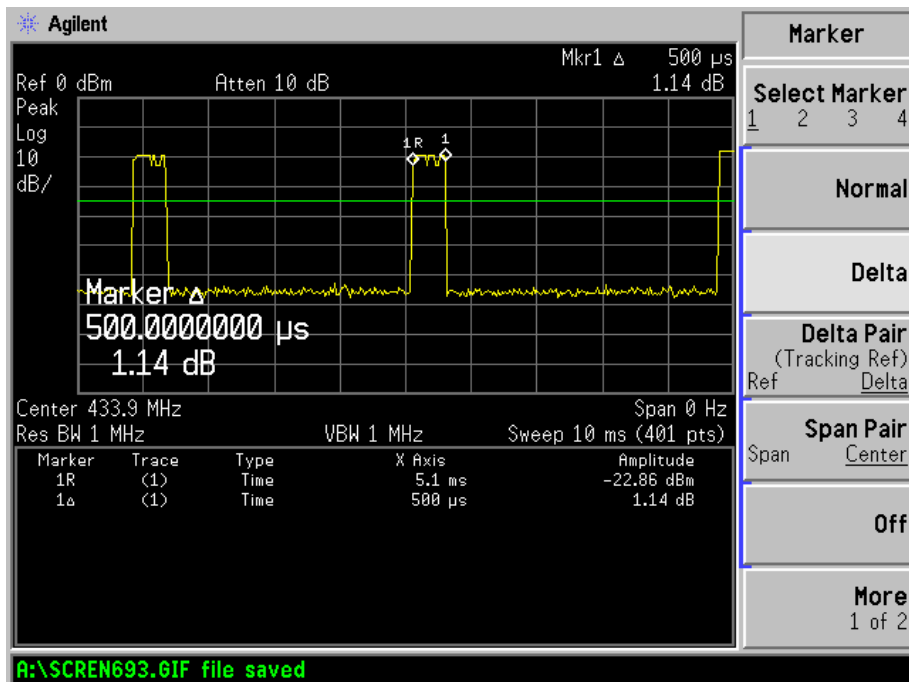 Agilent
Marker
Mkr1 Δ 500 µs
Ref 0 dBm Atten 10 dB 1.14 dB
Peak
Log
10
dB/
1R 1
Marker Δ
500.0000000 µs
1.14 dB
Center 433.9 MHz Span 0 Hz
Res BW 1 MHz VBW 1 MHz Sweep 10 ms (401 pts)
Marker Trace Type X Axis Amplitude
1R (1) Time 5.1 ms -22.86 dBm
1Δ (1) Time 500 µs 1.14 dB
Select Marker
1 2 3 4
Normal
Delta
Delta Pair
(Tracking Ref)
Ref Delta
Span Pair
Span Center
Off
More
1 of 2
A:\SCREN693.GIF file saved